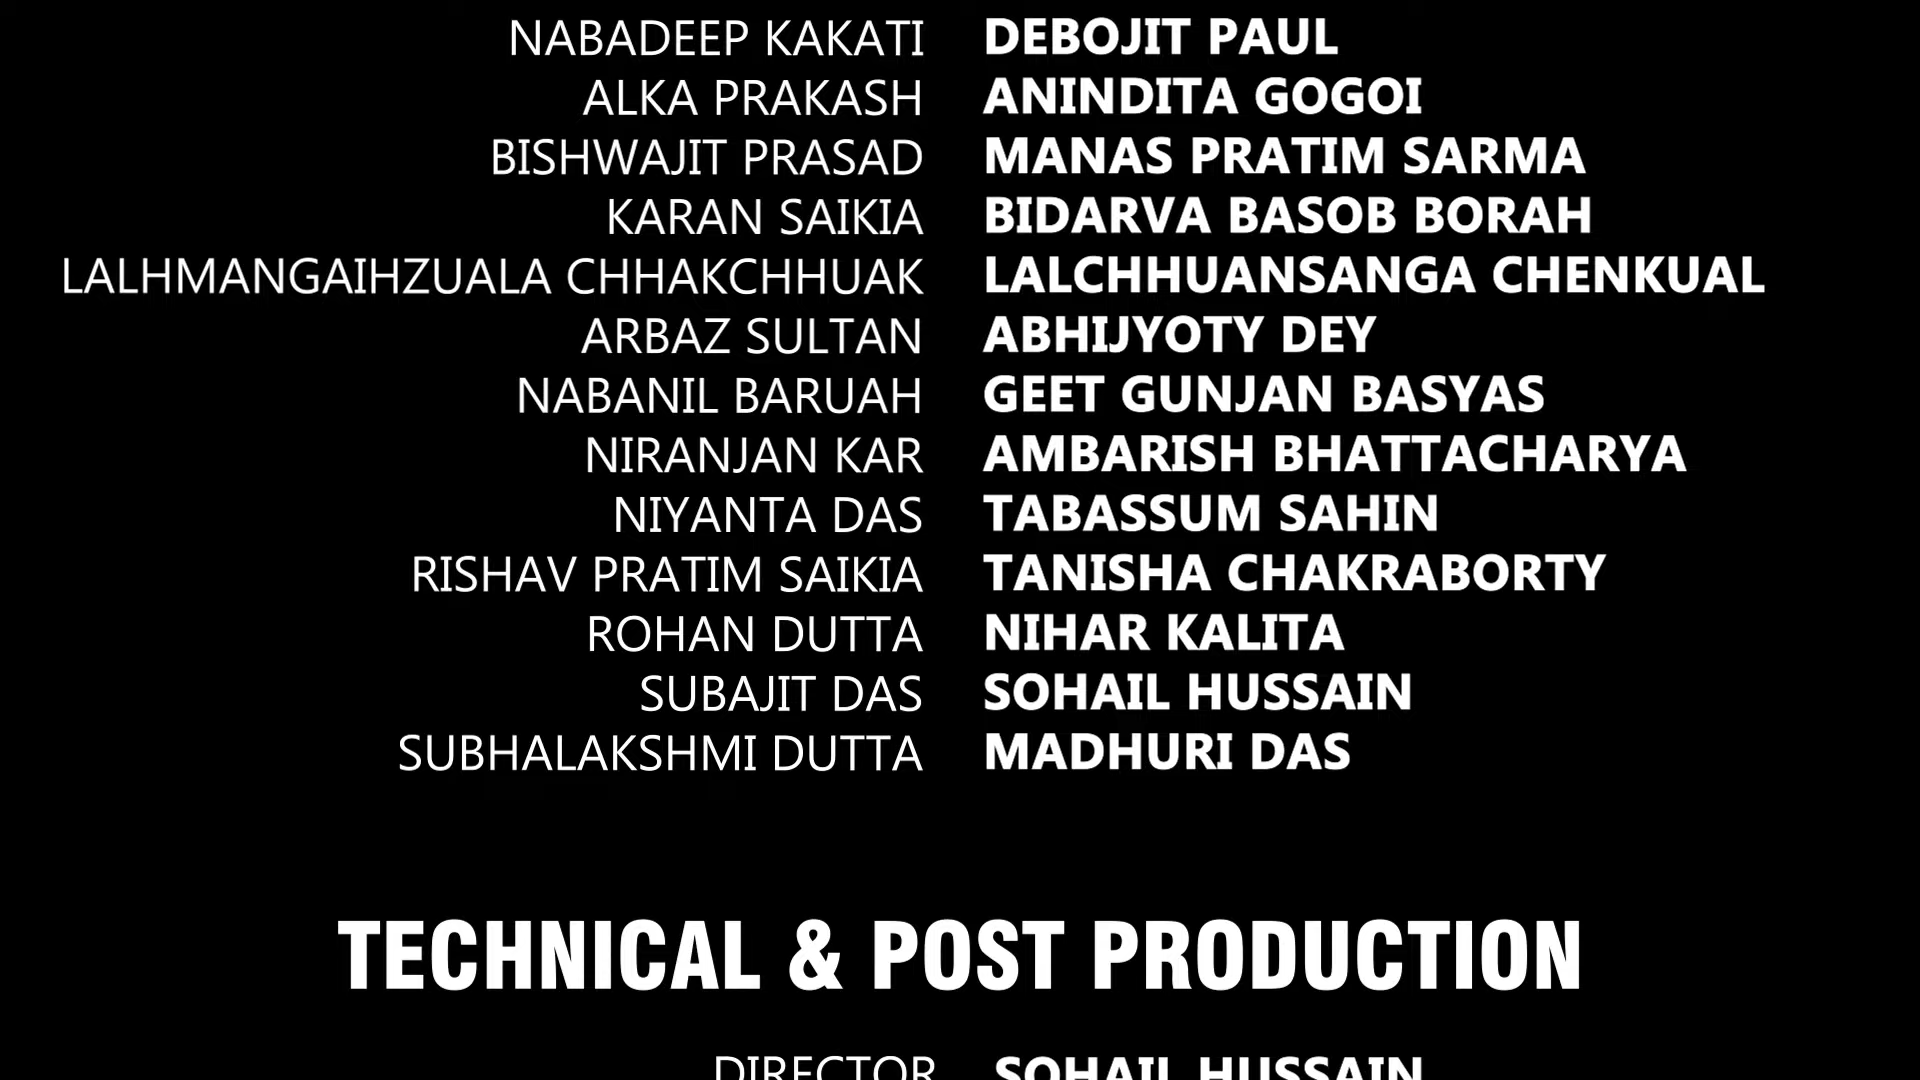 NABADEEP KAKATI DEBOJIT PAUL
ALKA PRAKASH ANINDITA GOGOI
BISHWAJIT PRASAD MANAS PRATIM SARMA
KARAN SAIKIA BIDARVA BASOB BORAH
LALHMANGAIHZUALA CHHAKCHHUAK LALCHHUANSANGA CHENKUAL
ARBAZ SULTAN ABHIJYOTY DEY
NABANIL BARUAH GEET GUNJAN BASYAS
NIRANJAN KAR AMBARISH BHATTACHARYA
NIYANTA DAS TABASSUM SAHIN
RISHAV PRATIM SAIKIA TANISHA CHAKRABORTY
ROHAN DUTTA NIHAR KALITA
SUBAJIT DAS SOHAIL HUSSAIN
SUBHALAKSHMI DUTTA MADHURI DAS
TECHNICAL & POST PRODUCTION
DIRECTOR SOHAIL HUSSAIN